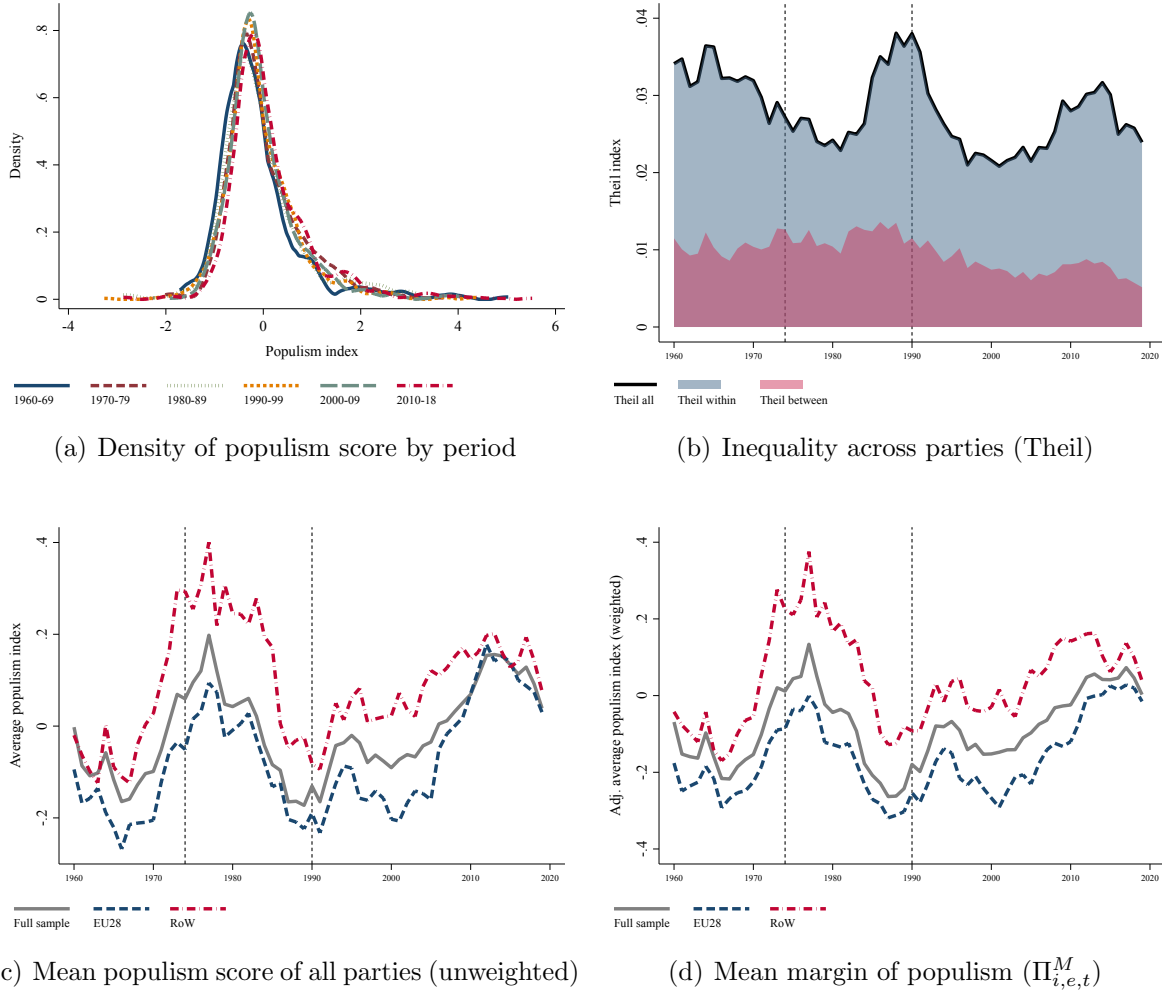 Density
.8
.6
.4
.2
0
-4
-2
0
2
4
6
Populism index
1960-69
1970-79
1980-89
1990-99
2000-09
2010-18
(a) Density of populism score by period
Theil index
.04
.03
.02
.01
0
1960
1970
1980
1990
2000
2010
2020
Theil all
Theil within
Theil between
(b) Inequality across parties (Theil)
Average populism index
.4
.2
0
-.2
1960
1970
1980
1990
2000
2010
2020
Full sample
EU28
RoW
c) Mean populism score of all parties (unweighted)
Adj. average populism index (weighted)
.4
.2
0
-.2
-.4
1960
1970
1980
1990
2000
2010
2020
Full sample
EU28
RoW
(d) Mean margin of populism (Π^M_{i,e,t})